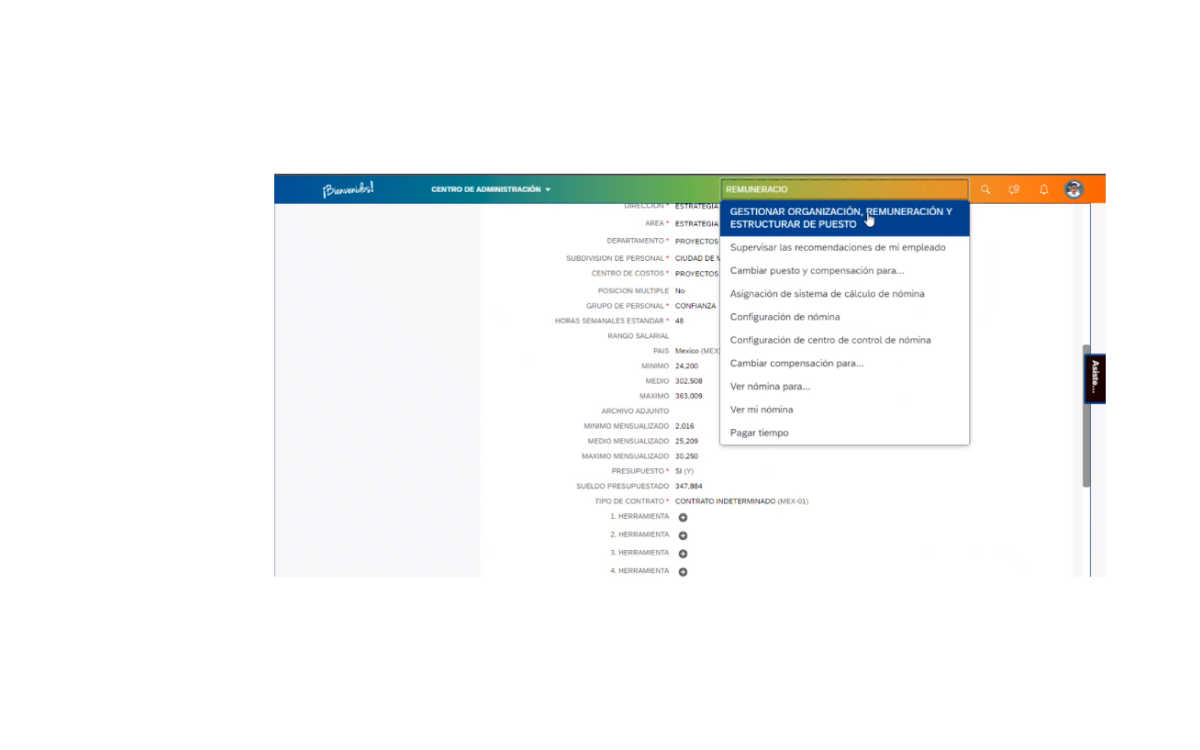 ¡Bienvenidos!
CENTRO DE ADMINISTRACIÓN
REMUNERACIO
DIRECCION * ESTRATEGIA
AREA * ESTRATEGIA
DEPARTAMENTO * PROYECTOS
SUBDIVISION DE PERSONAL * CIUDAD DE M
CENTRO DE COSTOS * PROYECTOS
POSICION MULTIPLE No
GRUPO DE PERSONAL * CONFIANZA
HORAS SEMANALES ESTANDAR * 48
RANGO SALARIAL
PAIS Mexico (MEX)
MINIMO 24,200
MEDIO 302,508
MAXIMO 363,009
ARCHIVO ADJUNTO
MINIMO MENSUALIZADO 2,016
MEDIO MENSUALIZADO 25,209
MAXIMO MENSUALIZADO 30,250
PRESUPUESTO * SI (Y)
SUELDO PRESUPUESTADO 347,884
TIPO DE CONTRATO * CONTRATO INDETERMINADO (MEX-01)
1. HERRAMIENTA
2. HERRAMIENTA
3. HERRAMIENTA
4. HERRAMIENTA
GESTIONAR ORGANIZACIÓN, REMUNERACIÓN Y
ESTRUCTURAR DE PUESTO
Supervisar las recomendaciones de mi empleado
Cambiar puesto y compensación para...
Asignación de sistema de cálculo de nómina
Configuración de nómina
Configuración de centro de control de nómina
Cambiar compensación para...
Ver nómina para...
Ver mi nómina
Pagar tiempo
Asiste...